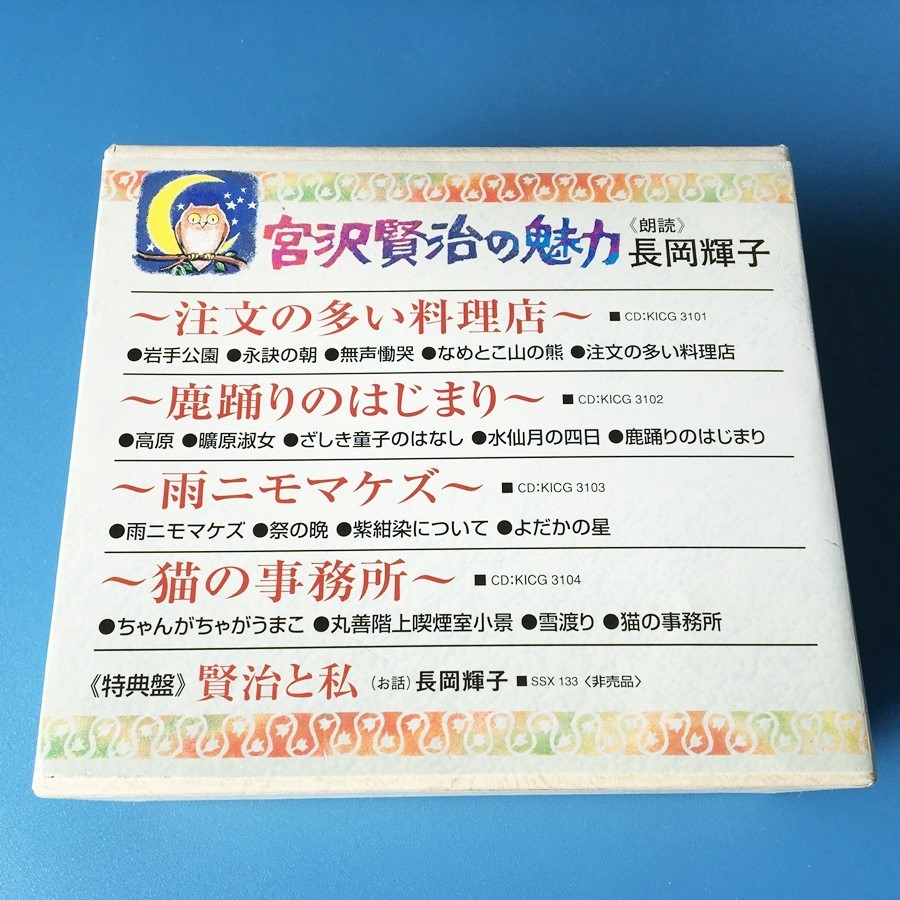 宮沢賢治の魅力 《朗読》長岡輝子
～注文の多い料理店～ ■ CD:KICG 3101
●岩手公園 ●永訣の朝 ●無声慟哭 ●なめとこ山の熊 ●注文の多い料理店
～鹿踊りのはじまり～ ■ CD:KICG 3102
●高原 ●曠原淑女 ●ざしき童子のはなし ●水仙月の四日 ●鹿踊りのはじまり
～雨ニモマケズ～ ■ CD:KICG 3103
●雨ニモマケズ ●祭の晩 ●紫紺染について ●よだかの星
～猫の事務所～ ■ CD:KICG 3104
●ちゃんがちゃがうまこ ●丸善階上喫煙室小景 ●雪渡り ●猫の事務所
《特典盤》 賢治と私 (お話) 長岡輝子 ■ SSX 133 〈非売品〉